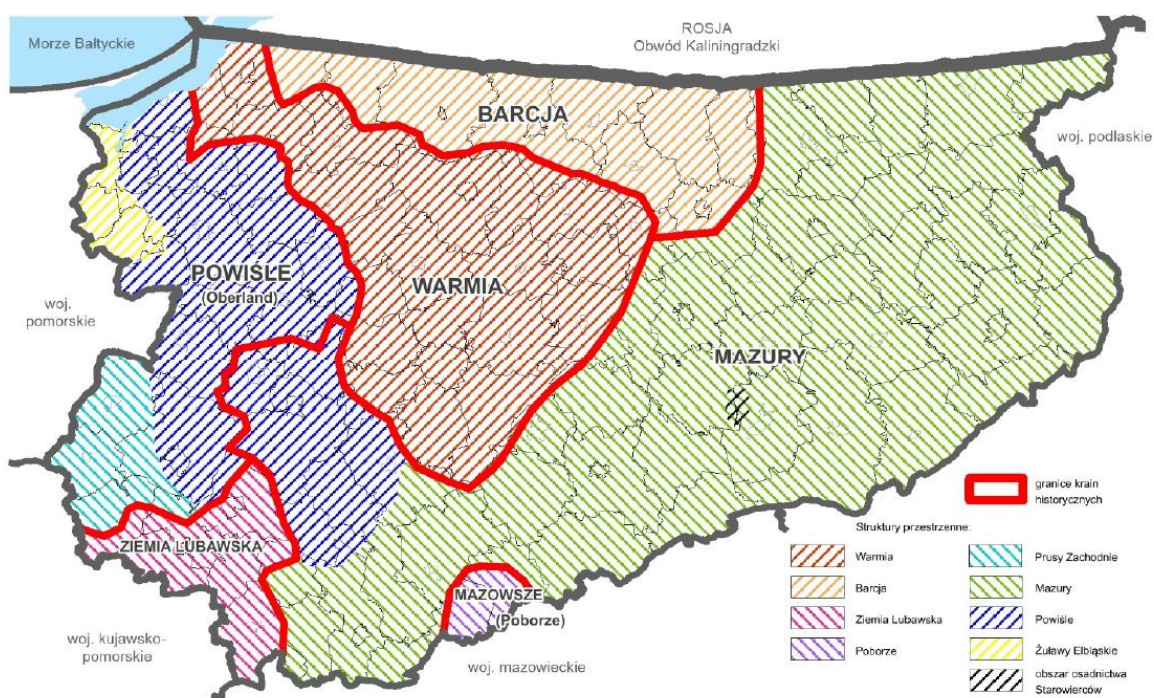 ROSJA
Obwód Kaliningradzki
Morze Bałtyckie
BARCJA
woj.
podlaskie
POWIŚLE
(Oberland)
WARMIA
woj.
pomorskie
MAZURY
ZIEMIA LUBAWSKA
MAZOWSZE
(Poborze)
woj. kujawsko-
pomorskie
woj. mazowieckie
granice krain
historycznych
Struktury przestrzenne:
Warmia
Barcja
Ziemia Lubawska
Poborze
Prusy Zachodnie
Mazury
Powiśle
Żuławy Elbląskie
obszar osadnictwa
Starowierców